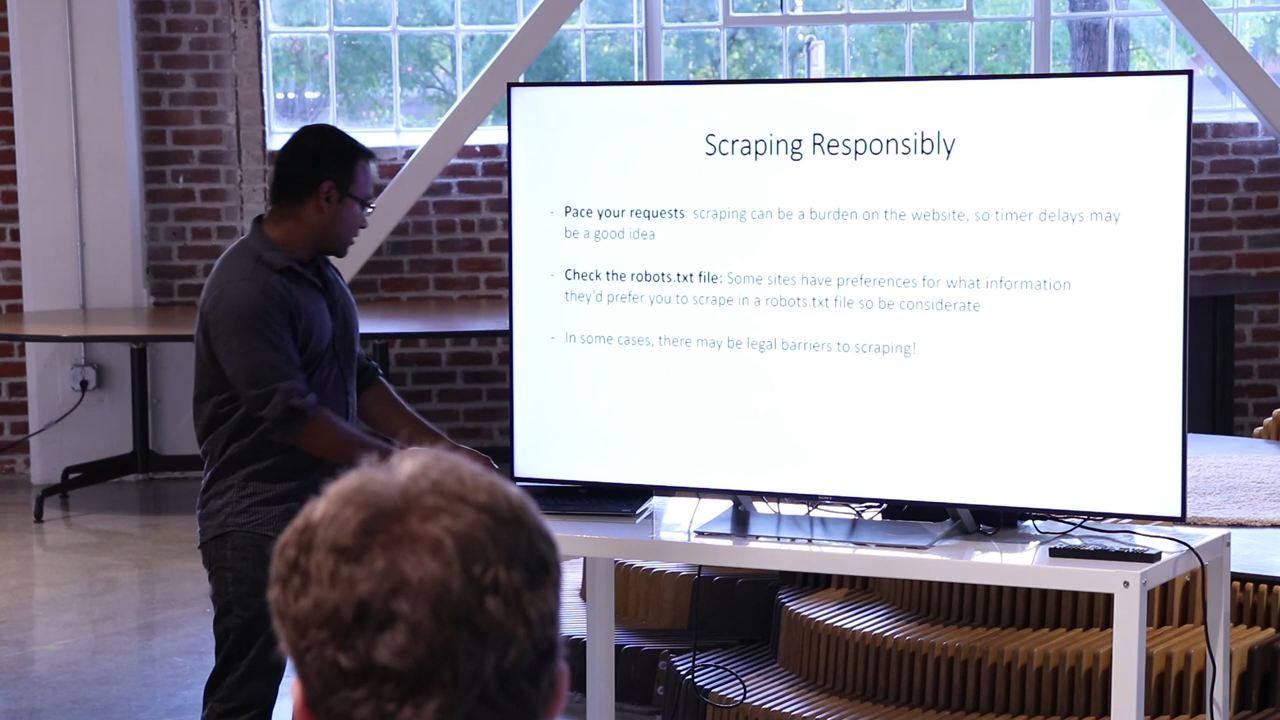 Scraping Responsibly
- Pace your requests: scraping can be a burden on the website, so timer delays may
be a good idea
- Check the robots.txt file: Some sites have preferences for what information
they'd prefer you to scrape in a robots.txt file so be considerate
- In some cases, there may be legal barriers to scraping!
SONY